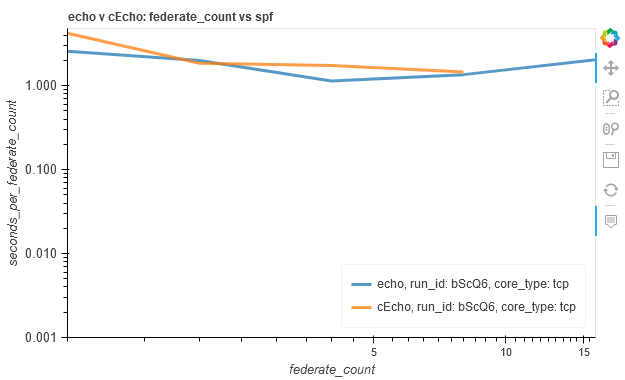 echo v cEcho: federate_count vs spf
seconds_per_federate_count
1.000
0.100
0.010
0.001
echo, run_id: bScQ6, core_type: tcp
cEcho, run_id: bScQ6, core_type: tcp
5
10
15
federate_count